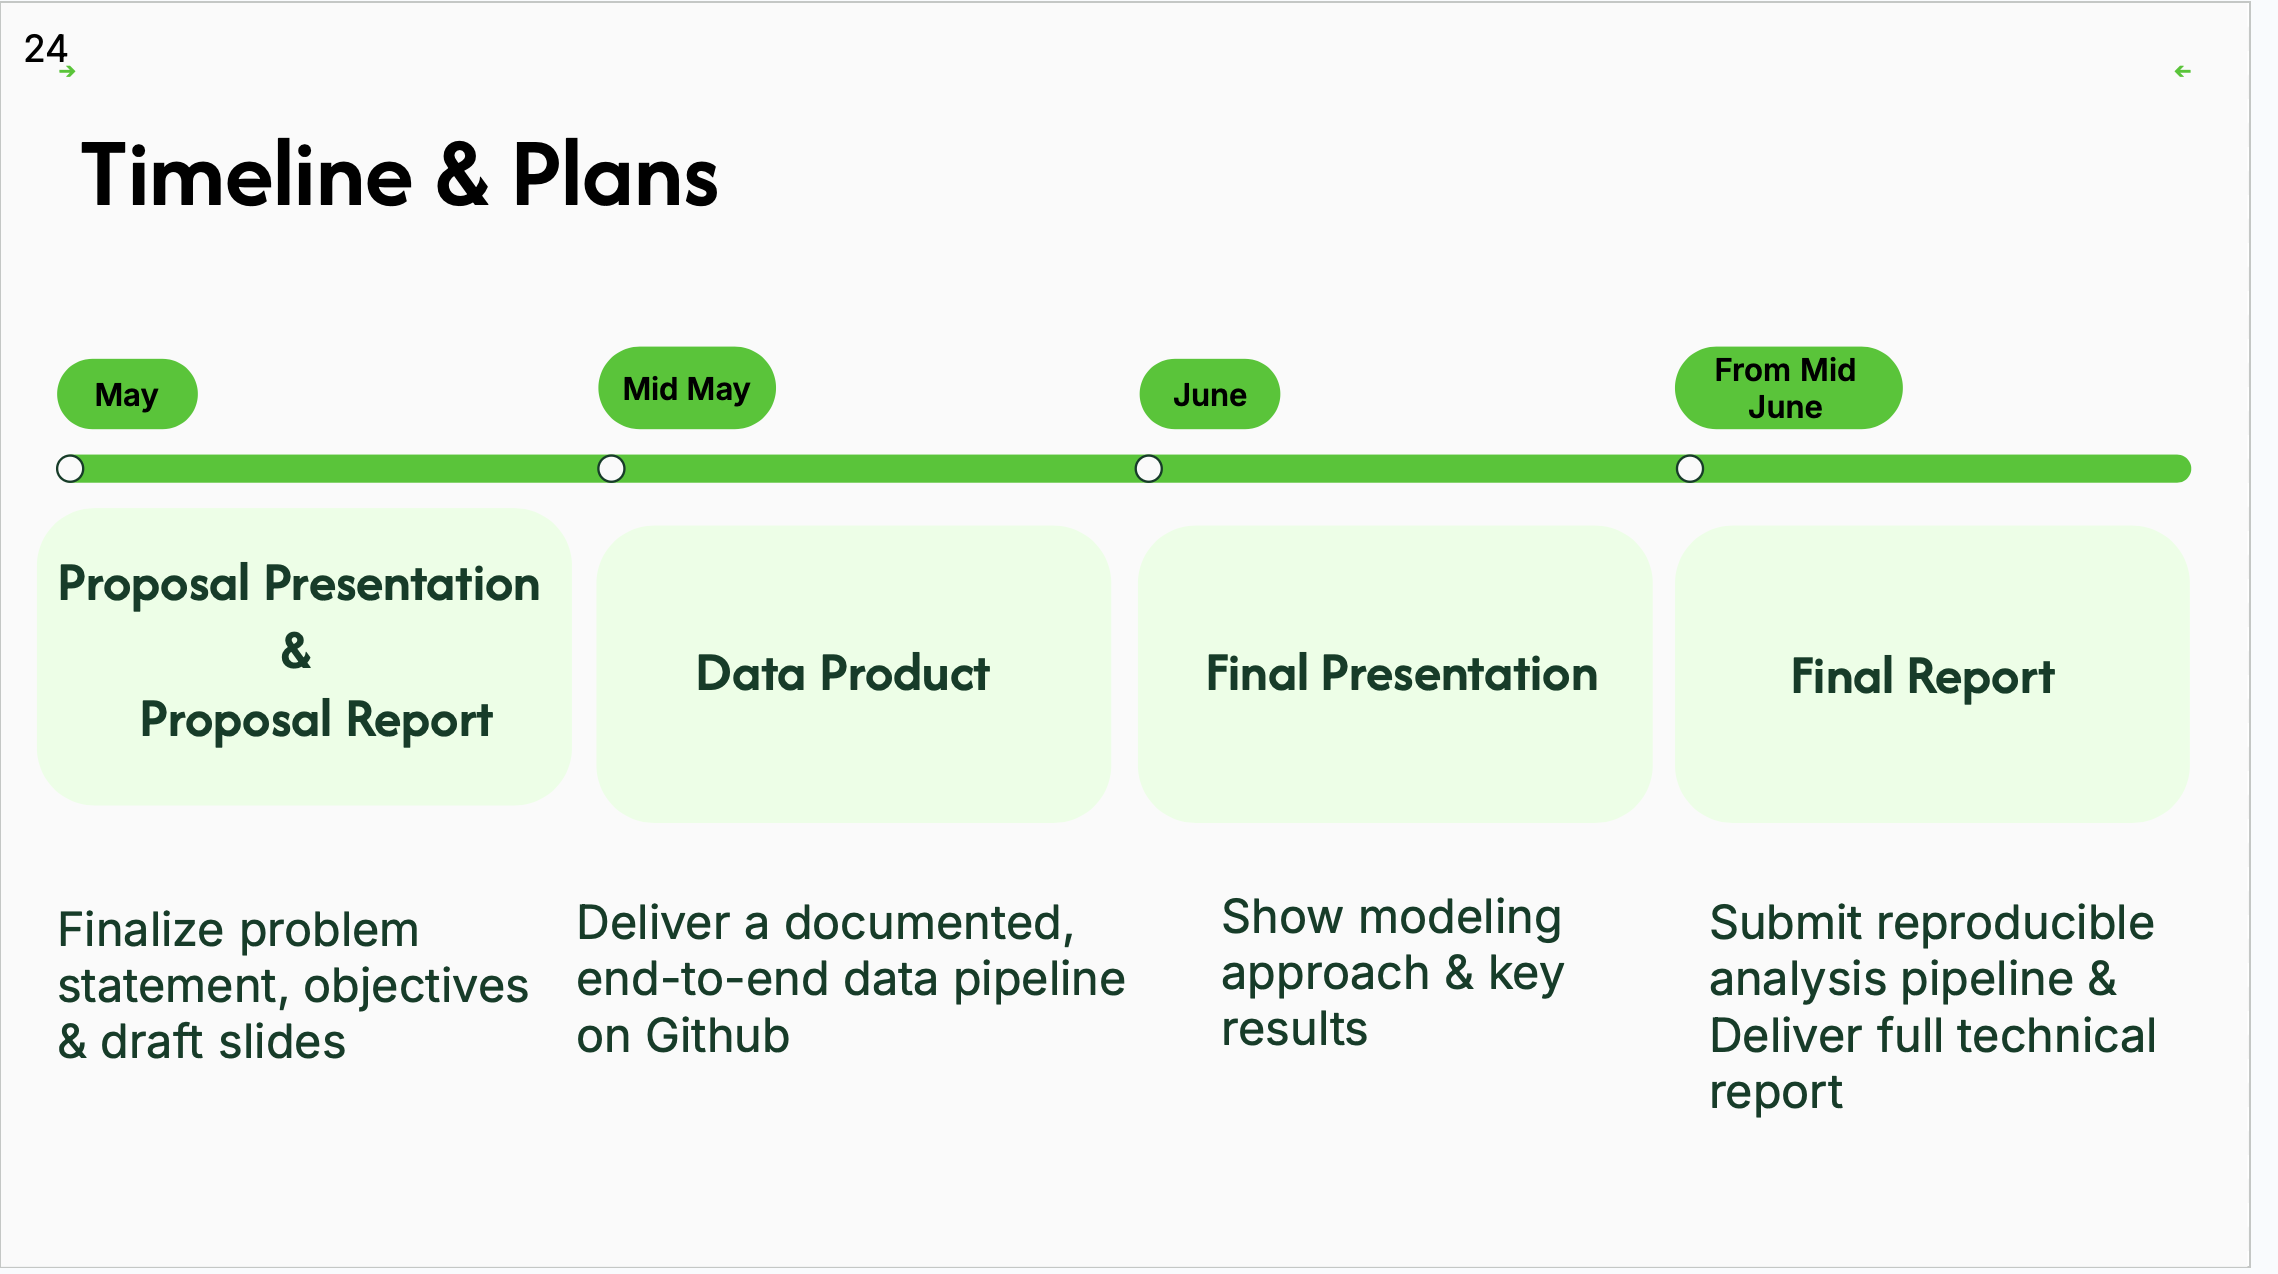 24
Timeline & Plans
May
Mid May
June
From Mid
June
Proposal Presentation
&
Proposal Report
Data Product
Final Presentation
Final Report
Finalize problem
statement, objectives
& draft slides
Deliver a documented,
end-to-end data pipeline
on Github
Show modeling
approach & key
results
Submit reproducible
analysis pipeline &
Deliver full technical
report